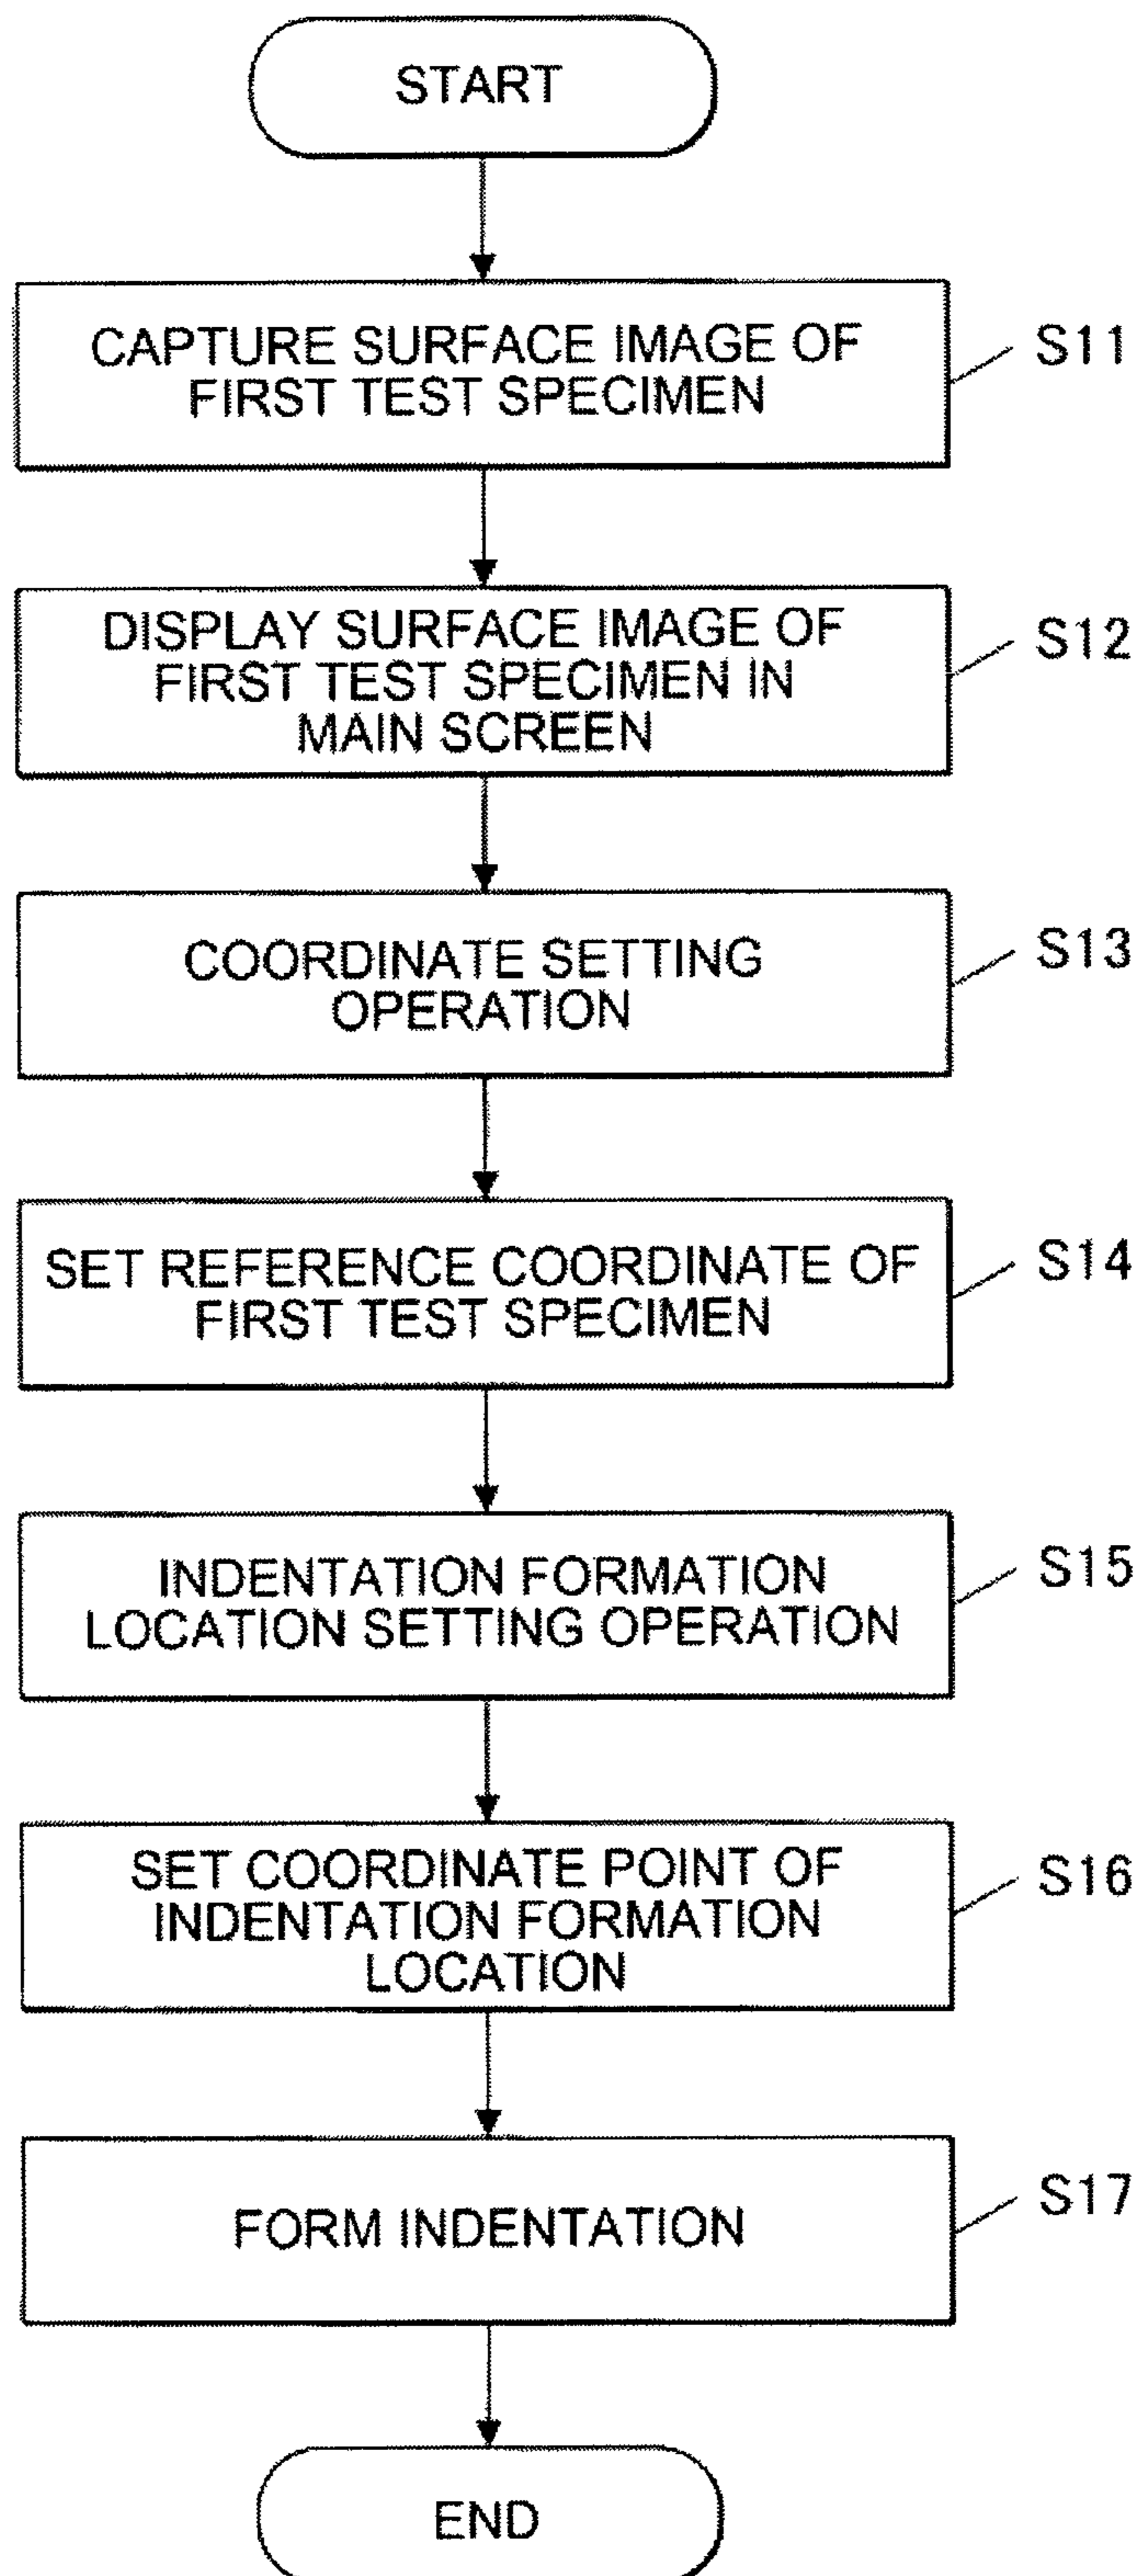 START
CAPTURE SURFACE IMAGE OF
FIRST TEST SPECIMEN
S11
DISPLAY SURFACE IMAGE OF
FIRST TEST SPECIMEN IN
MAIN SCREEN
S12
COORDINATE SETTING
OPERATION
S13
SET REFERENCE COORDINATE OF
FIRST TEST SPECIMEN
S14
INDENTATION FORMATION
LOCATION SETTING OPERATION
S15
SET COORDINATE POINT OF
INDENTATION FORMATION
LOCATION
S16
FORM INDENTATION
S17
END